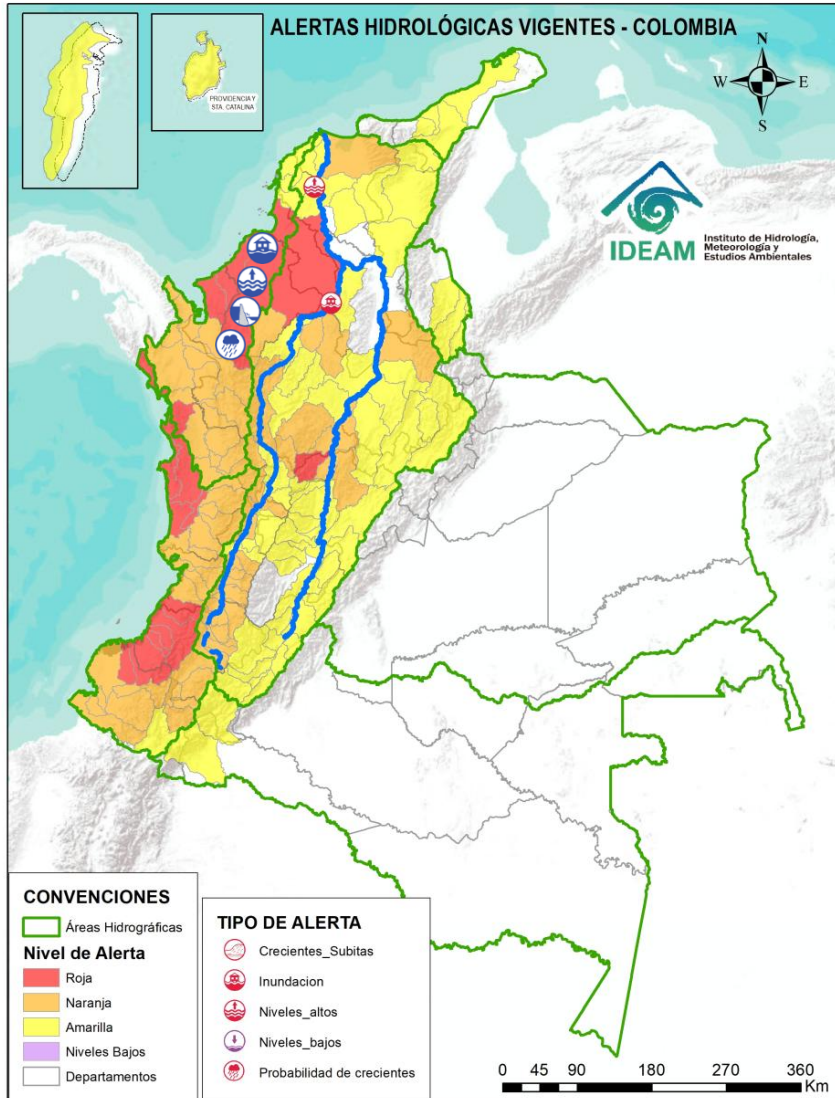 ALERTAS HIDROLÓGICAS VIGENTES - COLOMBIA
PROVIDENCIA Y
STA. CATALINA
N
W
E
S
IDEAM
Instituto de Hidrología,
Meteorología y
Estudios Ambientales
CONVENCIONES
Áreas Hidrográficas
Nivel de Alerta
Roja
Naranja
Amarilla
Niveles Bajos
Departamentos
TIPO DE ALERTA
Crecientes_Subitas
Inundacion
Niveles_altos
Niveles_bajos
Probabilidad de crecientes
0 45 90 180 270 360
Km